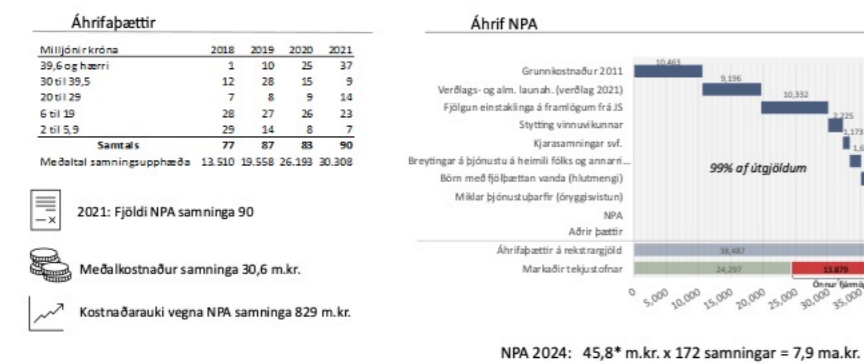 Áhrifaþættir
Milljónir króna 2018 2019 2020 2021
39,6 og hærri 1 10 25 37
30 til 39,5 12 28 15 9
20 til 29 7 8 9 14
6 til 19 28 27 26 23
2 til 5,9 29 14 8 7
Samtals 77 87 83 90
Meðaltal samningsupphæða 13.510 19.558 26.193 30.308
2021: Fjöldi NPA samninga 90
Meðalkostnaður samninga 30,6 m.kr.
Kostnaðarauki vegna NPA samninga 829 m.kr.
Áhrif NPA
Grunnkostnaður 2011 10,463
Verðlags- og alm. launah. (verðlag 2021) 9,196
Fjölgun einstaklinga á framlögum frá JS 10,332
Stytting vinnuvikunnar 2,225
Kjarasamningar svf. 1,173
Breytingar á þjónustu á heimili fólks og annarri...
Börn með fjölþættan vanda (hlutmengi)
99% af útgjöldum
Miklar þjónustuþarfir (öryggisvistun)
NPA
Aðrir þættir
Áhrifaþættir á rekstrargjöld 38,487
Markaðir tekjustofnar 24,297 13.879
0 5,000 10,000 15,000 20,000 25,000 30,000 35,000
NPA 2024: 45,8* m.kr. x 172 samningar = 7,9 ma.kr.